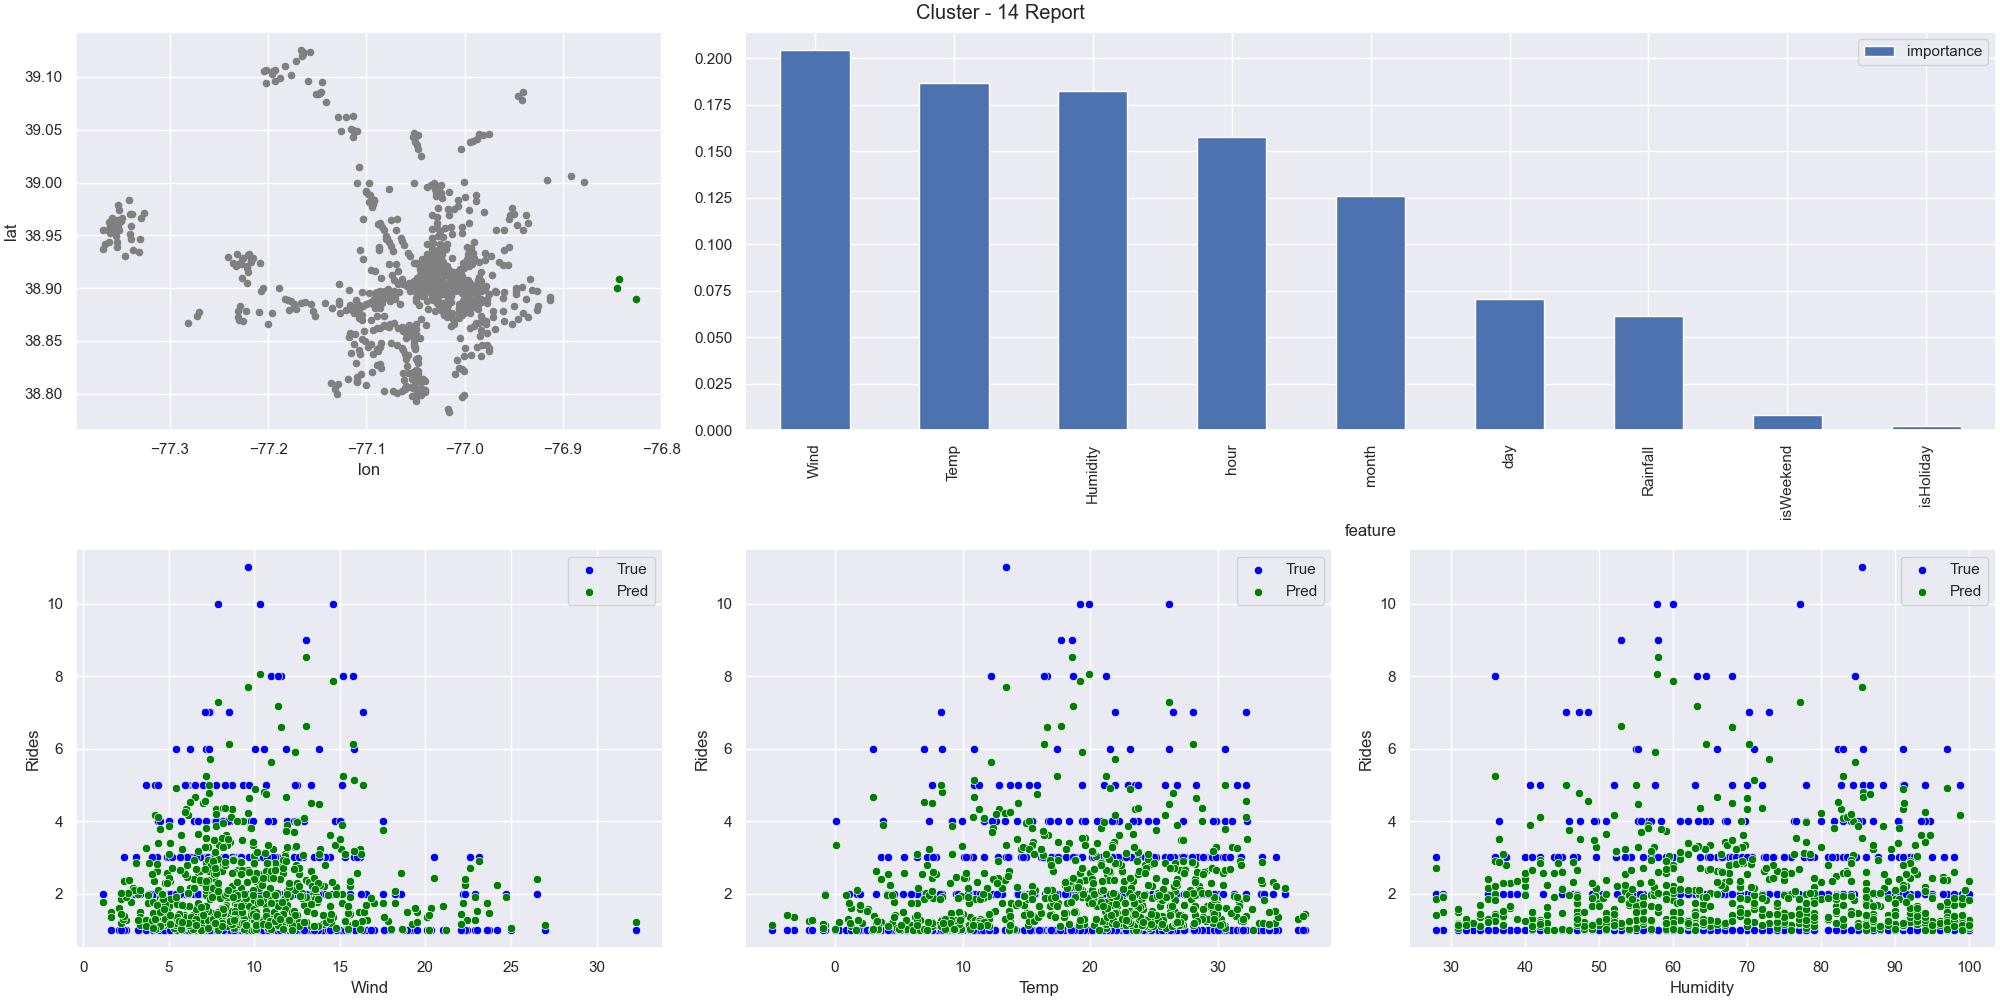 Cluster - 14 Report
39.10
39.05
39.00
38.95
38.90
38.85
38.80
lat
−77.3 −77.2 −77.1 −77.0 −76.9 −76.8
lon
importance
0.200
0.175
0.150
0.125
0.100
0.075
0.050
0.025
0.000
Wind
Temp
Humidity
hour
month
day
Rainfall
isWeekend
isHoliday
feature
True
Pred
10
8
6
4
2
Rides
0 5 10 15 20 25 30
Wind
True
Pred
10
8
6
4
2
Rides
0 10 20 30
Temp
True
Pred
10
8
6
4
2
Rides
30 40 50 60 70 80 90 100
Humidity